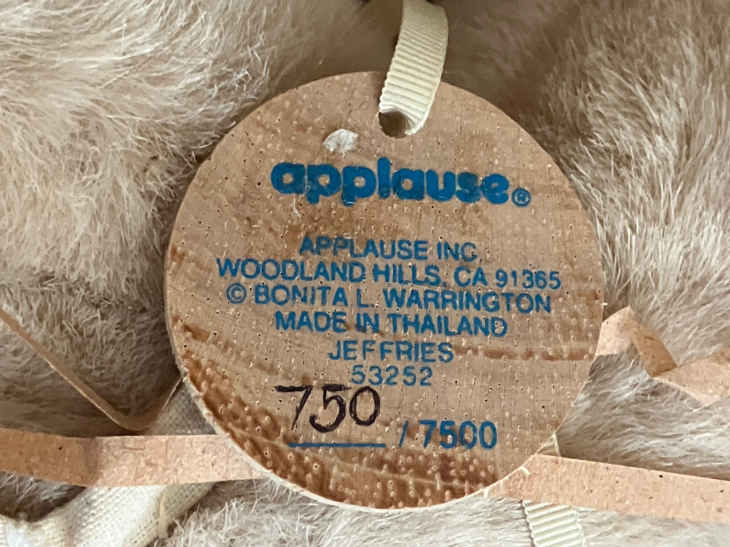 applause®
APPLAUSE INC.
WOODLAND HILLS, CA 91365
© BONITA L. WARRINGTON
MADE IN THAILAND
JEFFRIES
53252
750 / 7500